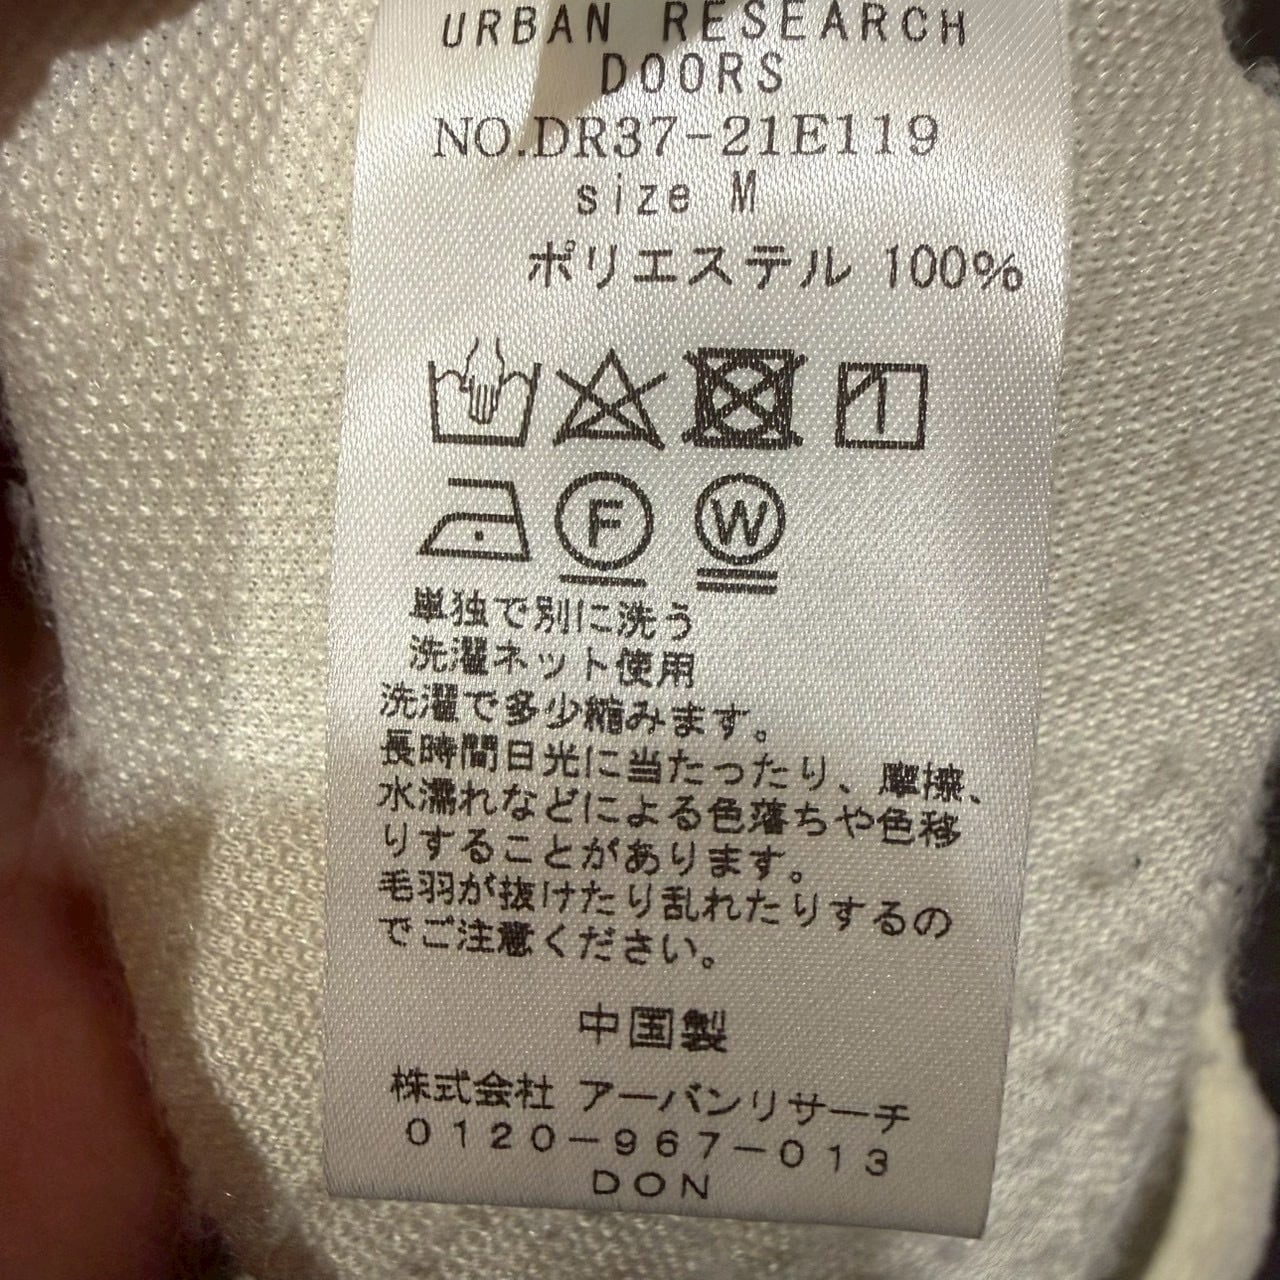 URBAN RESEARCH
DOORS
NO.DR37-21E119
size M
ポリエステル 100%
F W
単独で別に洗う
洗濯ネット使用
洗濯で多少縮みます。
長時間日光に当たったり、摩擦、
水濡れなどによる色落ちや色移
りすることがあります。
毛羽が抜けたり乱れたりするの
でご注意ください。
中国製
株式会社 アーバンリサーチ
0120-967-013
DON